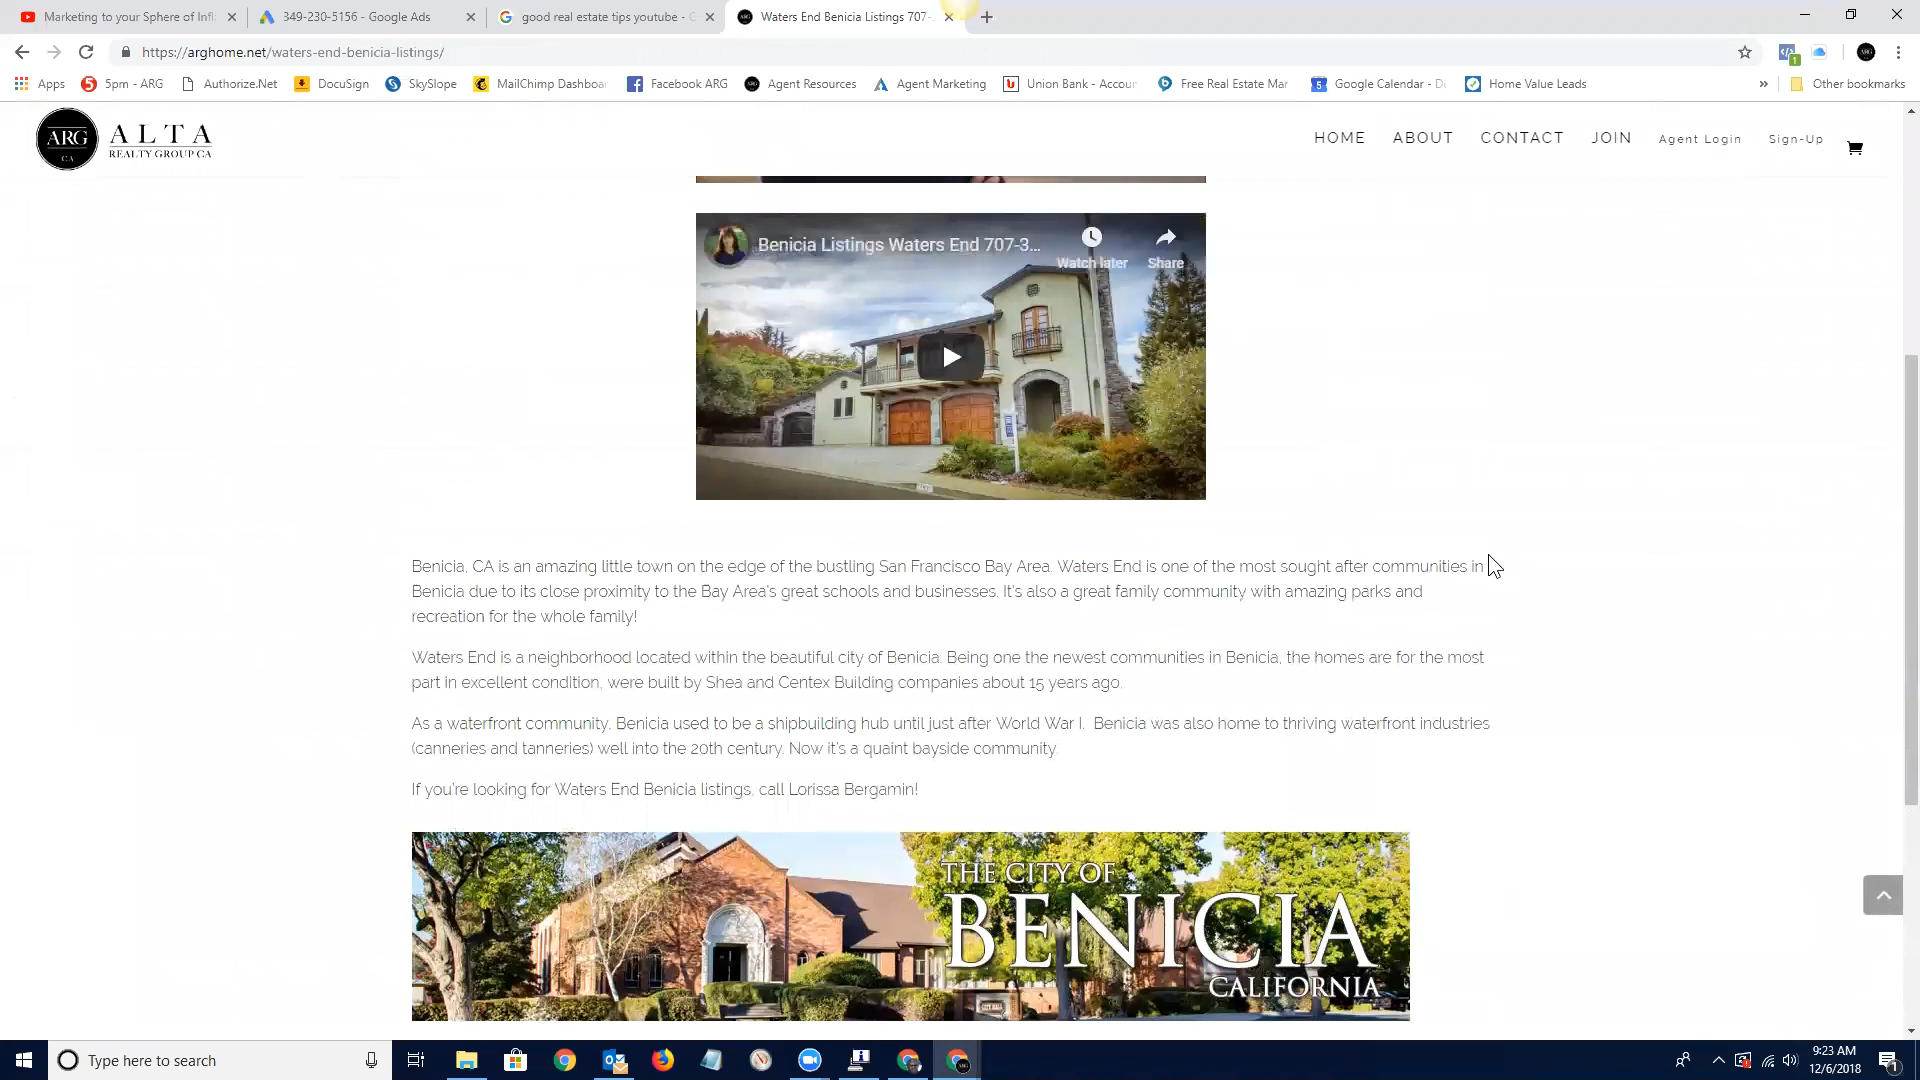 Marketing to your Sphere of Infl
349-230-5156 - Google Ads
good real estate tips youtube - G
Waters End Benicia Listings 707-
https://arghome.net/waters-end-benicia-listings/
Apps
5pm - ARG
Authorize.Net
DocuSign
SkySlope
MailChimp Dashboar
Facebook ARG
Agent Resources
Agent Marketing
Union Bank - Accour
Free Real Estate Mar
Google Calendar - De
Home Value Leads
Other bookmarks
ARG
CA
ALTA
REALTY GROUP CA
HOME
ABOUT
CONTACT
JOIN
Agent Login
Sign-Up
Benicia Listings Waters End 707-3...
Watch later
Share
Benicia, CA is an amazing little town on the edge of the bustling San Francisco Bay Area. Waters End is one of the most sought after communities in
Benicia due to its close proximity to the Bay Area's great schools and businesses. It's also a great family community with amazing parks and
recreation for the whole family!
Waters End is a neighborhood located within the beautiful city of Benicia. Being one the newest communities in Benicia, the homes are for the most
part in excellent condition, were built by Shea and Centex Building companies about 15 years ago.
As a waterfront community, Benicia used to be a shipbuilding hub until just after World War I.  Benicia was also home to thriving waterfront industries
(canneries and tanneries) well into the 20th century. Now it's a quaint bayside community.
If you're looking for Waters End Benicia listings, call Lorissa Bergamin!
THE CITY OF
BENICIA
CALIFORNIA
CITY HALL
Type here to search
9:23 AM
12/6/2018